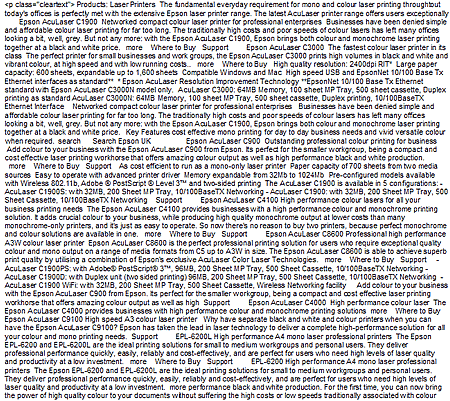 <p class="cleartext"> Products: LaserJet Printers  The fundamental everyday requirement for mono and colour laser printing throughtout
today's offices is perfectly met with the extensive Epson laser printer range. The latest AcuLaser printer range offers users exceptionally
Epson AcuLaser C1900  Networked compact colour laser printer for professional enterprises  Businesses have been denied simple
and affordable colour laser printing for far too long. The traditionally high costs and poor speeds of colour lasers has left many offices
looking a bit, well, grey. But not any more: with the Epson AcuLaser C1900, Epson brings both colour and monochrome laser printing
together at a black and white price.  more   Where to Buy   Support        Epson AcuLaser C3000  The fastest colour laser printer in its
class  The perfect printer for small business and work groups, the Epson AcuLaser C3000 prints high volumes in black and white and
vibrant colour, at high speed and with low running costs..  more   Where to Buy   High quality resolution: 2400dpi RIT*  Large paper
capacity: 600 sheets, expandable up to 1,600 sheets  Compatible Windows and Mac  High speed USB and EpsonNet 10/100 Base Tx
Ethernet interfaces as standard**  * Epson AcuLaser Resolution Improvement Technology **EpsonNet 10/100 Base Tx Ethernet
standard with Epson AcuLaser C3000N model only.  AcuLaser C3000: 64MB Memory, 100 sheet MP Tray, 500 sheet cassette, Duplex
printing as standard AcuLaser C3000N: 64MB Memory, 100 sheet MP Tray, 500 sheet cassette, Duplex printing, 10/100BaseTX
Ethernet Interface   Networked compact colour laser printer for professional enterprises  Businesses have been denied simple and
affordable colour laser printing for far too long. The traditionally high costs and poor speeds of colour lasers has left many offices
looking a bit, well, grey. But not any more: with the Epson AcuLaser C1900, Epson brings both colour and monochrome laser printing
together at a black and white price.  Key Features cost effective mono printing for day to day business needs and vivid versatile colour
when required.  search       Search Epson UK          Epson AcuLaser C900  Outstanding professional colour printing for business
Add colour to your business with the Epson AcuLaser C900 from Epson. Its perfect for the smaller workgroup, being a compact and
cost effective laser printing workhorse that offers amazing colour output as well as high performance black and white production.
more   Where to Buy   Support     As cost efficient to run as a mono-only laser printer  Paper capacity of 700 sheets from two media
sources  Easy to operate with advanced printer driver  Memory expandable from 32Mb to 1024Mb   Pre-configured models available
with Wireless 802.11b, Adobe ® PostScript ® Level 3™ and two-sided printing  The AcuLaser C1900 is available in 5 configurations: -
AcuLaser C1900S: with 32MB, 200 Sheet MP Tray, 10/100BaseTX Networking - AcuLaser C1900: with 32MB, 200 Sheet MP Tray, 500
Sheet Cassette, 10/100BaseTX Networking   Support        Epson AcuLaser C4100 High performance colour lasers for all your
business printing needs  The Epson AcuLaser C4100 provides businesses with a high performance colour and monochrome printing
solution.  It adds crucial colour to your business, while producing high quality monochrome output at lower costs than many
monochrome-only printers, and its just as easy to operate. So now there's no reason to buy two printers, because perfect monochrome
and colour solutions are available in one.  more   Where to Buy   Support        Epson AcuLaser C8600 Professional high performance
A3W colour laser printer  Epson AcuLaser C8600 is the perfect professional printing solution for users who require exceptional quality
colour and mono output on a range of media formats from C5 up to A3W in size. The Epson AcuLaser C8600 is able to achieve superb
print quality by utilising a combination of Epson's exclusive AcuLaser Color Laser Technologies.  more   Where to Buy   Support   -
AcuLaser C1900PS: with Adobe® PostScript® 3™, 96MB, 200 Sheet MP Tray, 500 Sheet Cassette, 10/100BaseTX Networking -
AcuLaser C1900D: with Duplex unit (two sided printing) 96MB, 200 Sheet MP Tray, 500 Sheet Cassette, 10/100BaseTX Networking  -
AcuLaser C1900 WiFi: with 32MB, 200 Sheet MP Tray, 500 Sheet Cassette, Wireless Networking facility   Add colour to your business
with the Epson AcuLaser C900 from Epson. Its perfect for the smaller workgroup, being a compact and cost effective laser printing
workhorse that offers amazing colour output as well as high  Support        Epson AcuLaser C4000  High performance colour laser  The
Epson AcuLaser C4000 provides businesses with high performance colour and monochrome printing solutions  more   Where to Buy
Epson AcuLaser C9100 High speed A3 colour laser printer  Why have separate black and white and colour printers when you can
have the Epson AcuLaser C9100? Epson has taken the lead in laser technology to deliver a complete high-performance solution for all
your colour and mono printing needs.  Support        EPL-6200L High performance A4 mono laser professional printers  The Epson
EPL-6200 and EPL-6200L, are the ideal printing solutions for small to medium workgroups and personal users. They deliver
professional performance quickly, easily, reliably and cost-effectively, and are perfect for users who need high levels of laser quality
and productivity at a low investment.  more   Where to Buy   Support        EPL-6200 High performance A4 mono laser professional
printers  The Epson EPL-6200 and EPL-6200L are the ideal printing solutions for small to medium workgroups and personal users.
They deliver professional performance quickly, easily, reliably and cost-effectively, and are perfect for users who need high levels of
laser quality and productivity at a low investment.  more performance black and white production. For the first time, you can now bring
the power of high quality colour to your documents without suffering the high costs or low speeds traditionally associated with colour